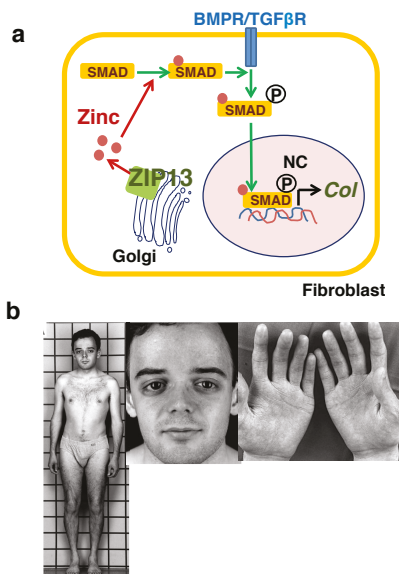 a
BMPR/TGFβR
SMAD
SMAD
P
SMAD
Zinc
ZIP13
Golgi
NC
P
SMAD
Col
Fibroblast
b